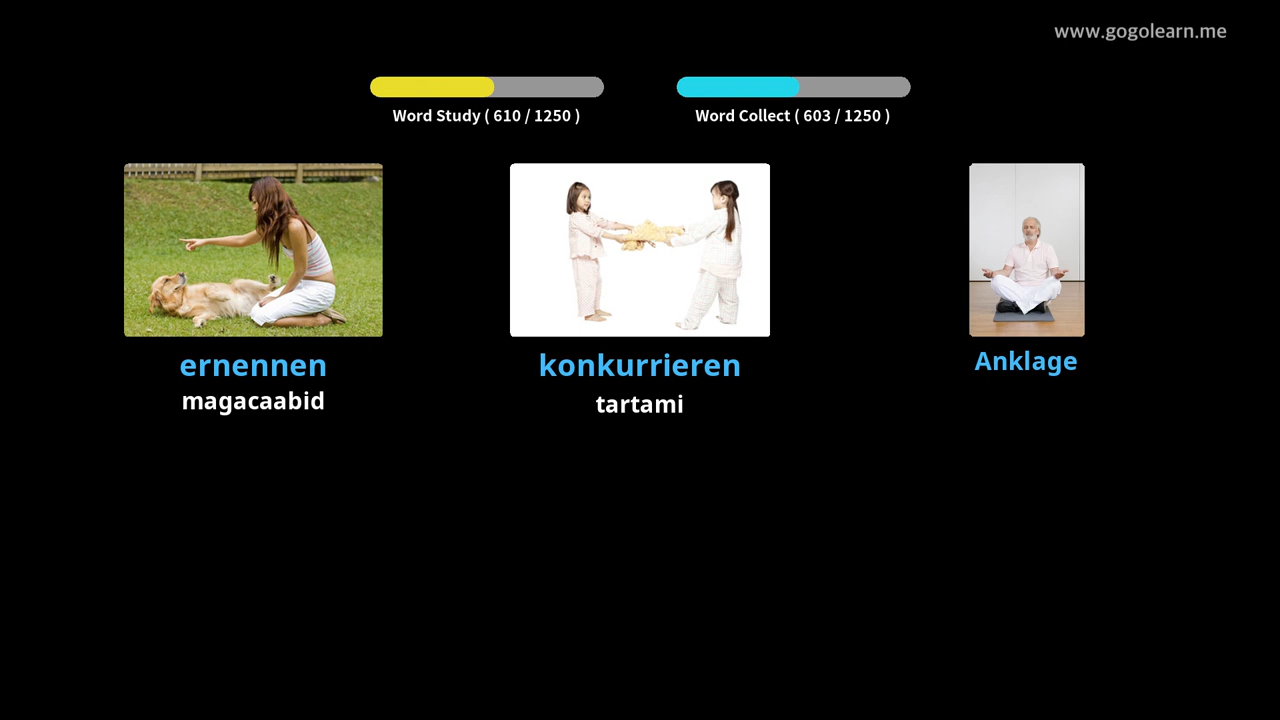 www.gogolearn.me
Word Study ( 610 / 1250 )
Word Collect ( 603 / 1250 )
ernennen
magacaabid
konkurrieren
tartami
Anklage